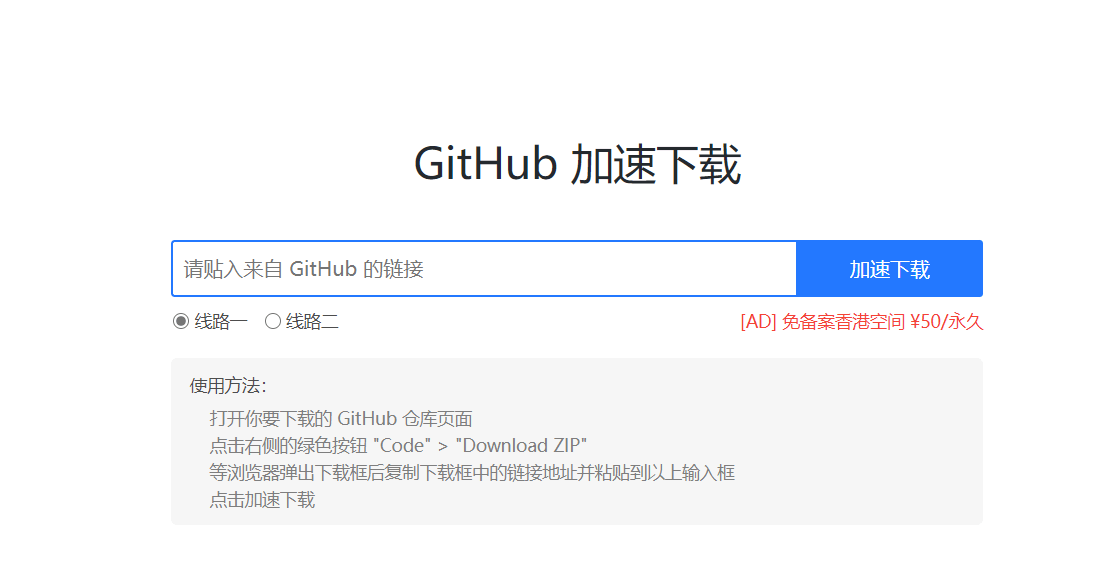 GitHub 加速下载
请贴入来自 GitHub 的链接
加速下载
线路一 线路二
[AD] 免备案香港空间 ¥50/永久
使用方法:
打开你要下载的 GitHub 仓库页面
点击右侧的绿色按钮 "Code" > "Download ZIP"
等浏览器弹出下载框后复制下载框中的链接地址并粘贴到以上输入框
点击加速下载